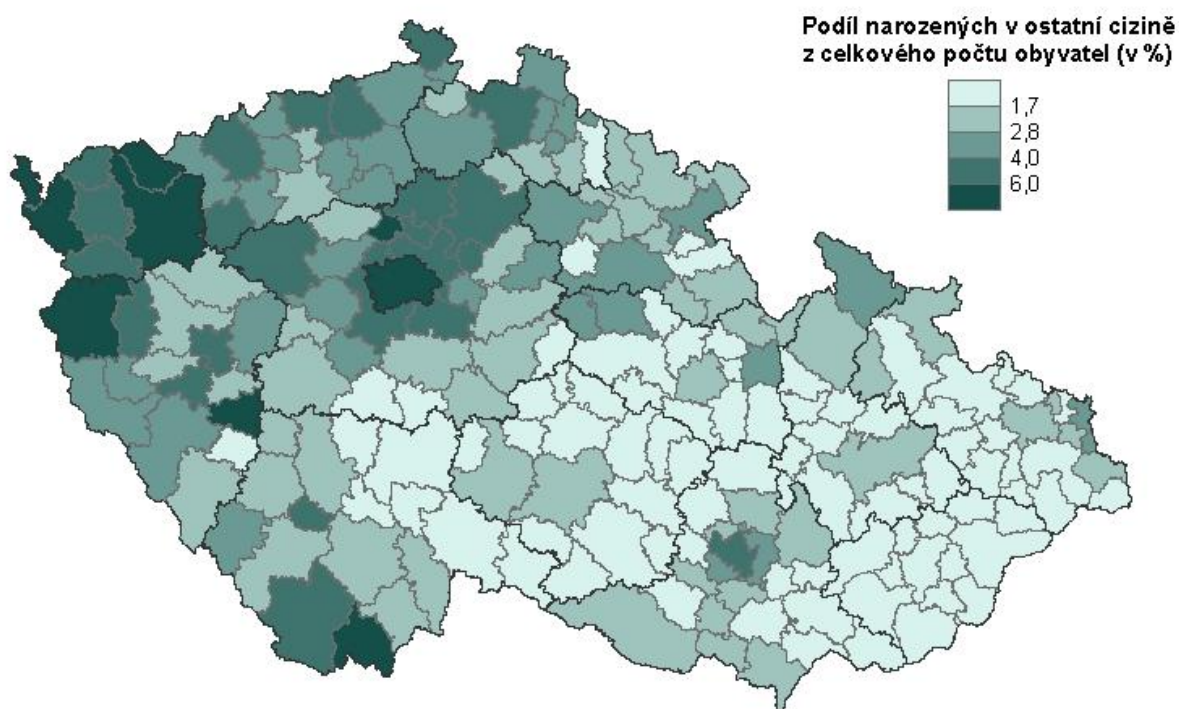 Podíl narozených v ostatní cizině
z celkového počtu obyvatel (v %)
1,7
2,8
4,0
6,0